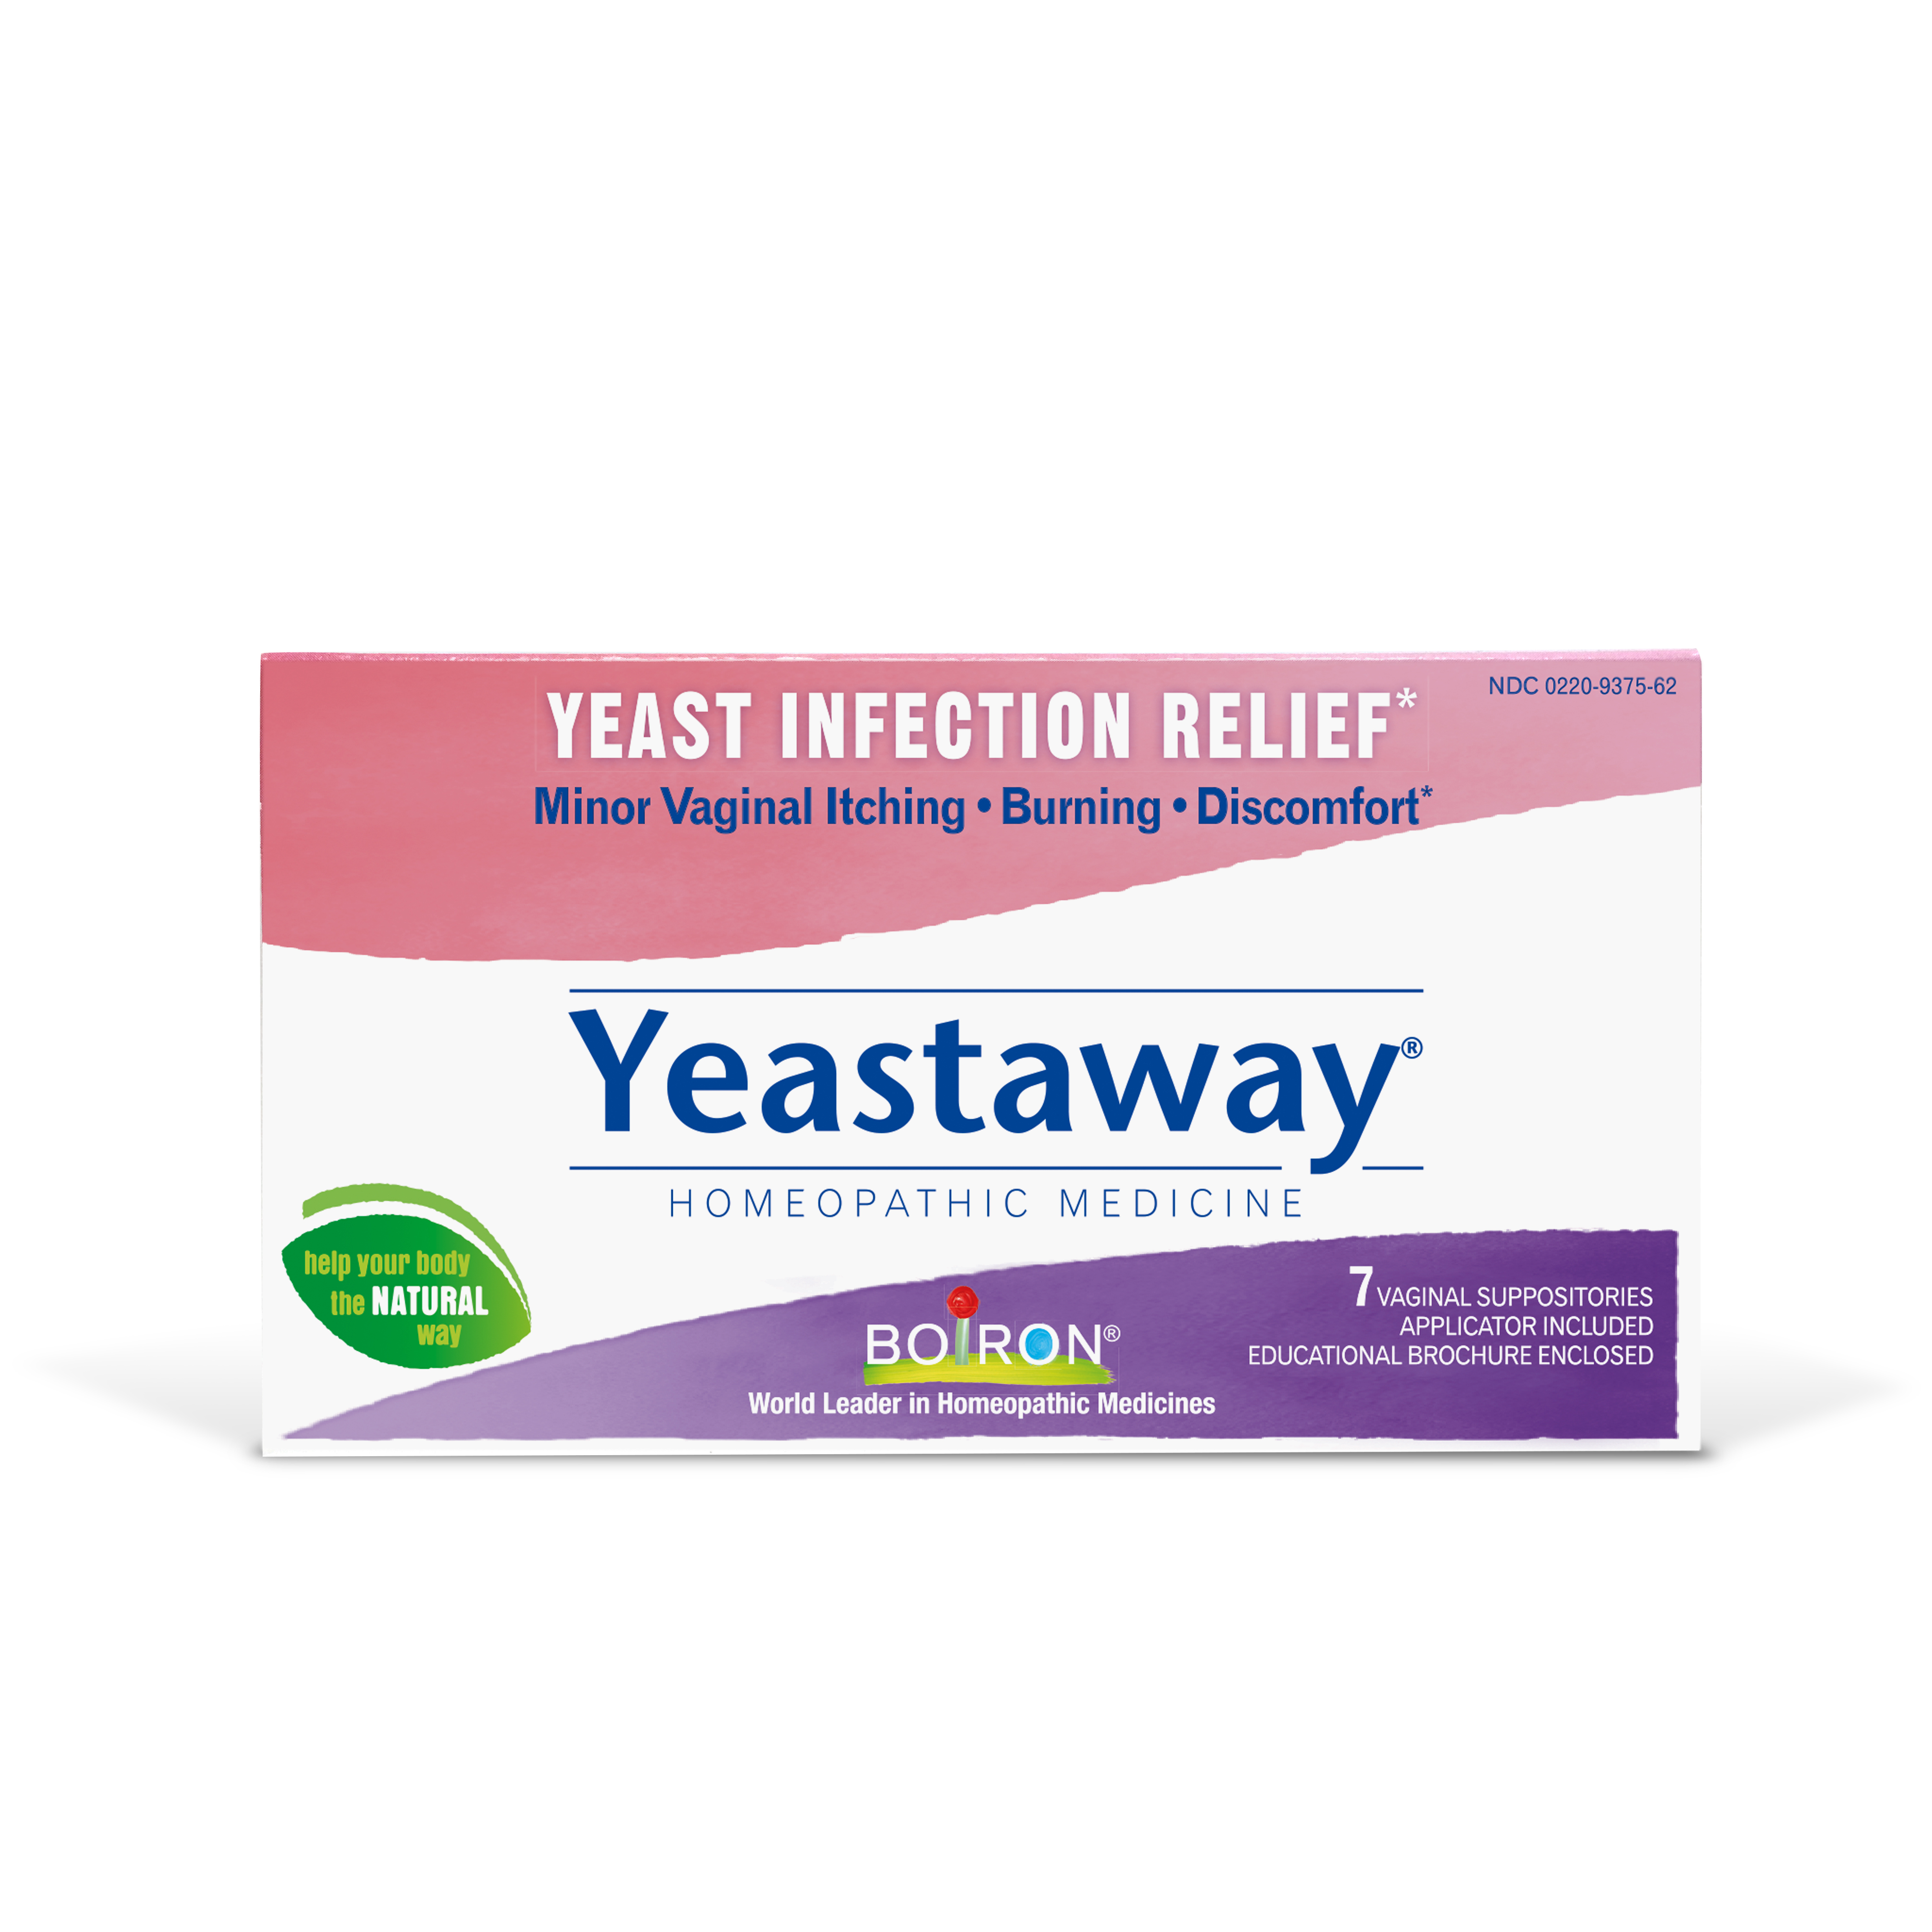 YEAST INFECTION RELIEF*
NDC 0220-9375-62
Minor Vaginal Itching • Burning • Discomfort*
Yeastaway®
HOMEOPATHIC MEDICINE
help your body
the NATURAL
way
BOIRON®
World Leader in Homeopathic Medicines
7 VAGINAL SUPPOSITORIES
APPLICATOR INCLUDED
EDUCATIONAL BROCHURE ENCLOSED